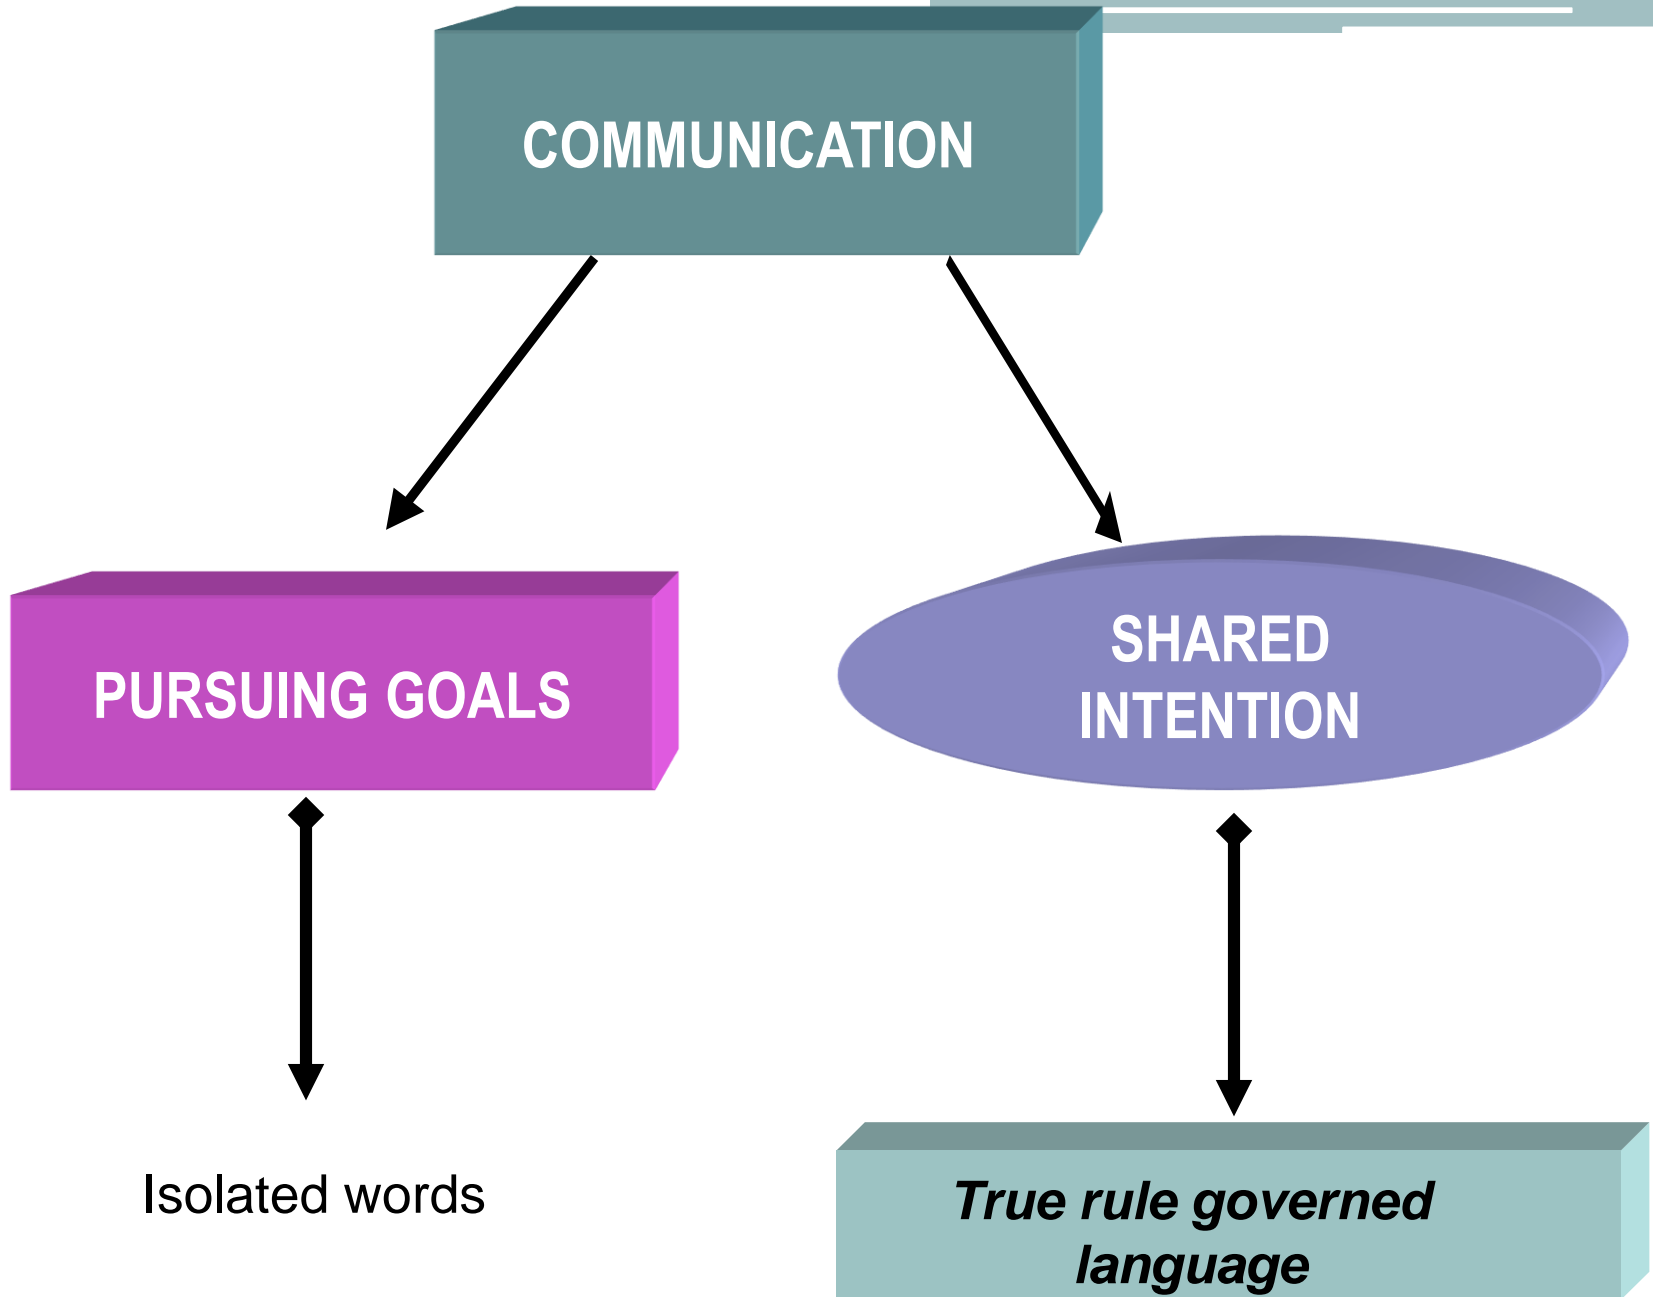 COMMUNICATION
PURSUING GOALS
SHARED
INTENTION
Isolated words
True rule governed
language